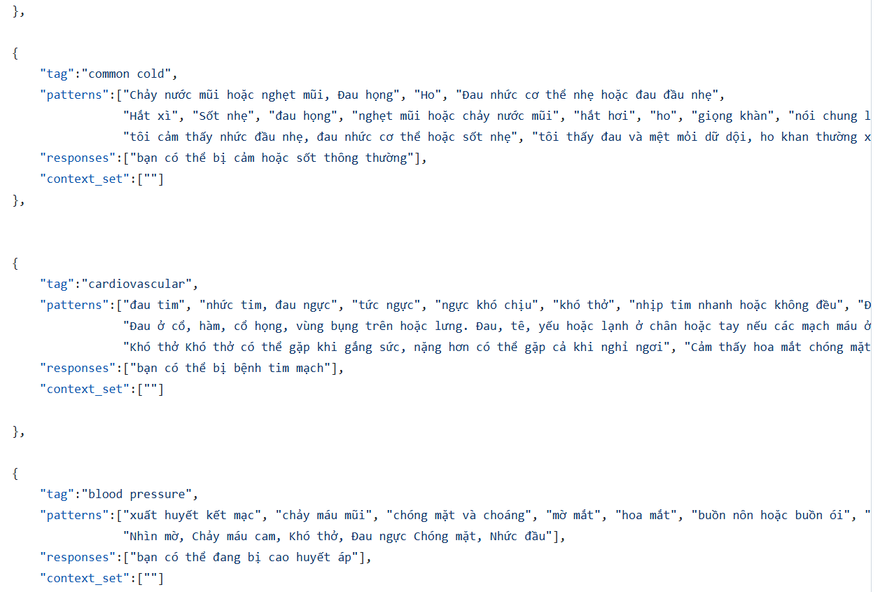 },
{
"tag":"common cold",
"patterns":["Chảy nước mũi hoặc nghẹt mũi, Đau họng", "Ho", "Đau nhức cơ thể nhẹ hoặc đau đầu nhẹ",
"Hắt xì", "Sốt nhẹ", "đau họng", "nghẹt mũi hoặc chảy nước mũi", "hắt hơi", "ho", "giọng khàn", "nói chung l
"tôi cảm thấy nhức đầu nhẹ, đau nhức cơ thể hoặc sốt nhẹ", "tôi thấy đau và mệt mỏi dữ dội, ho khan thường x
"responses":["bạn có thể bị cảm hoặc sốt thông thường"],
"context_set":[""]
},
{
"tag":"cardiovascular",
"patterns":["đau tim", "nhức tim, đau ngực", "tức ngực", "ngực khó chịu", "khó thở", "nhịp tim nhanh hoặc không đều", "Đ
"Đau ở cổ, hàm, cổ họng, vùng bụng trên hoặc lưng. Đau, tê, yếu hoặc lạnh ở chân hoặc tay nếu các mạch máu ở
"Khó thở Khó thở có thể gặp khi gắng sức, nặng hơn có thể gặp cả khi nghỉ ngơi", "Cảm thấy hoa mắt chóng mặt
"responses":["bạn có thể bị bệnh tim mạch"],
"context_set":[""]
},
{
"tag":"blood pressure",
"patterns":["xuất huyết kết mạc", "chảy máu mũi", "chóng mặt và choáng", "mờ mắt", "hoa mắt", "buồn nôn hoặc buồn ói", "
"Nhìn mờ, Chảy máu cam, Khó thở, Đau ngực Chóng mặt, Nhức đầu"],
"responses":["bạn có thể đang bị cao huyết áp"],
"context_set":[""]